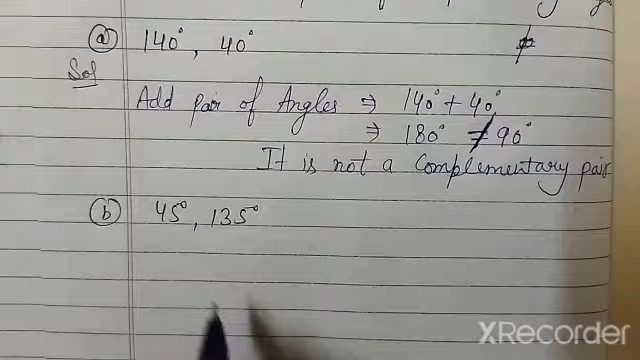 (a) 140°, 40°
≠
Sol
Add pair of Angles ⇒ 140° + 40°
⇒ 180° ≠ 90°
It is not a Complementary pair
(b) 45°, 135°
XRecorder